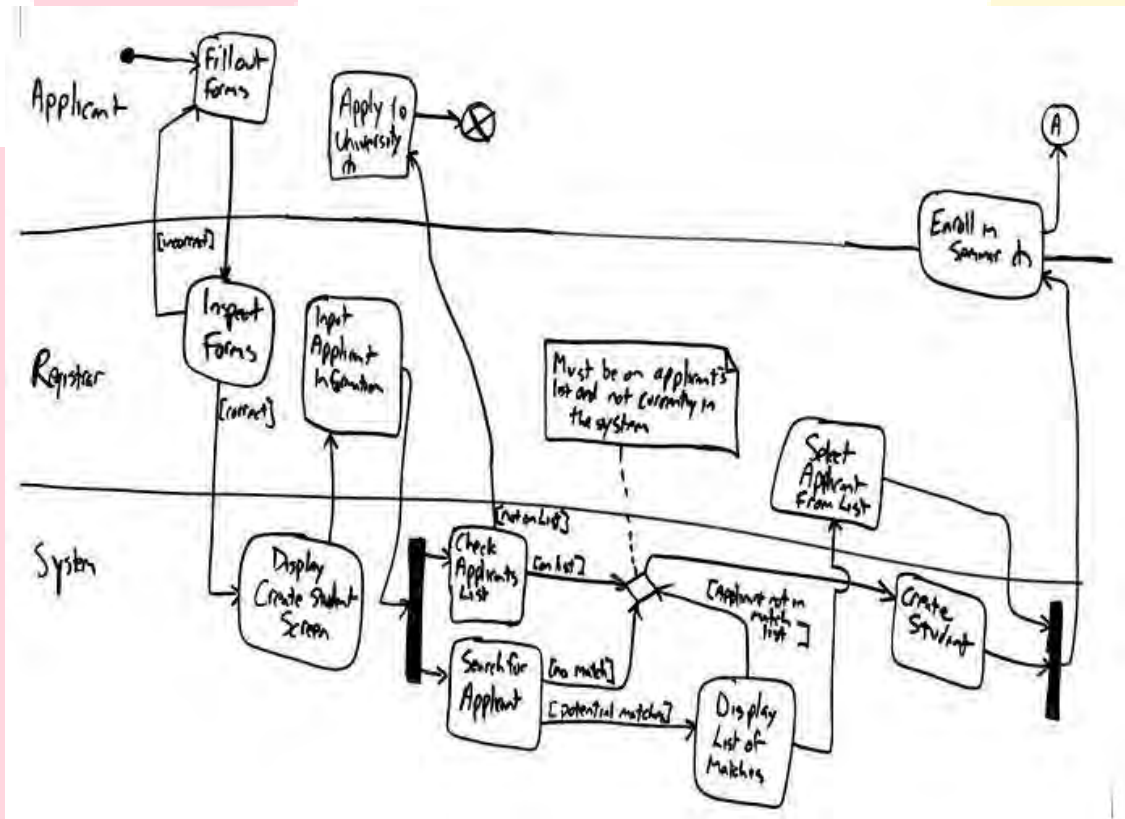 Applicant
Fill out
Forms
Apply to
University
A
Enroll in
[incorrect]
Registrar
Inspect
Forms
[correct]
Input
Applicant
Information
Must be on applicants
list and not currently in
the system
Select
Applicant
From List
System
Display
Create Student
Screen
[not on List]
Check
Applicants
List
[on list]
Search for
Applicant
[no match]
[potential matches]
[Applicant not in
match
list]
Display
List of
Matches
Create
Student